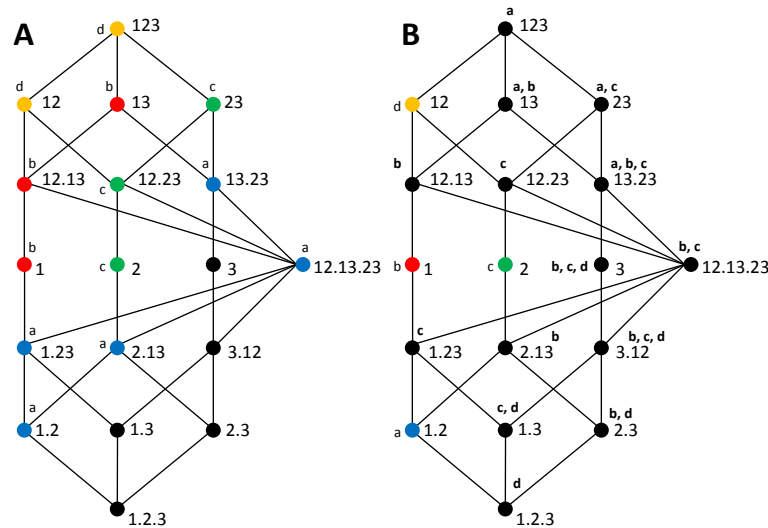 A
d 123
d 12
b 13
c 23
b 12.13
c 12.23
a 13.23
b 1
c 2
3
a 12.13.23
a 1.23
a 2.13
3.12
a 1.2
1.3
2.3
1.2.3
B
a 123
d 12
a, b 13
a, c 23
b 12.13
c 12.23
a, b, c 13.23
b 1
c 2
b, c, d 3
b, c 12.13.23
c 1.23
b 2.13
b, c, d 3.12
a 1.2
c, d 1.3
b, d 2.3
d 1.2.3